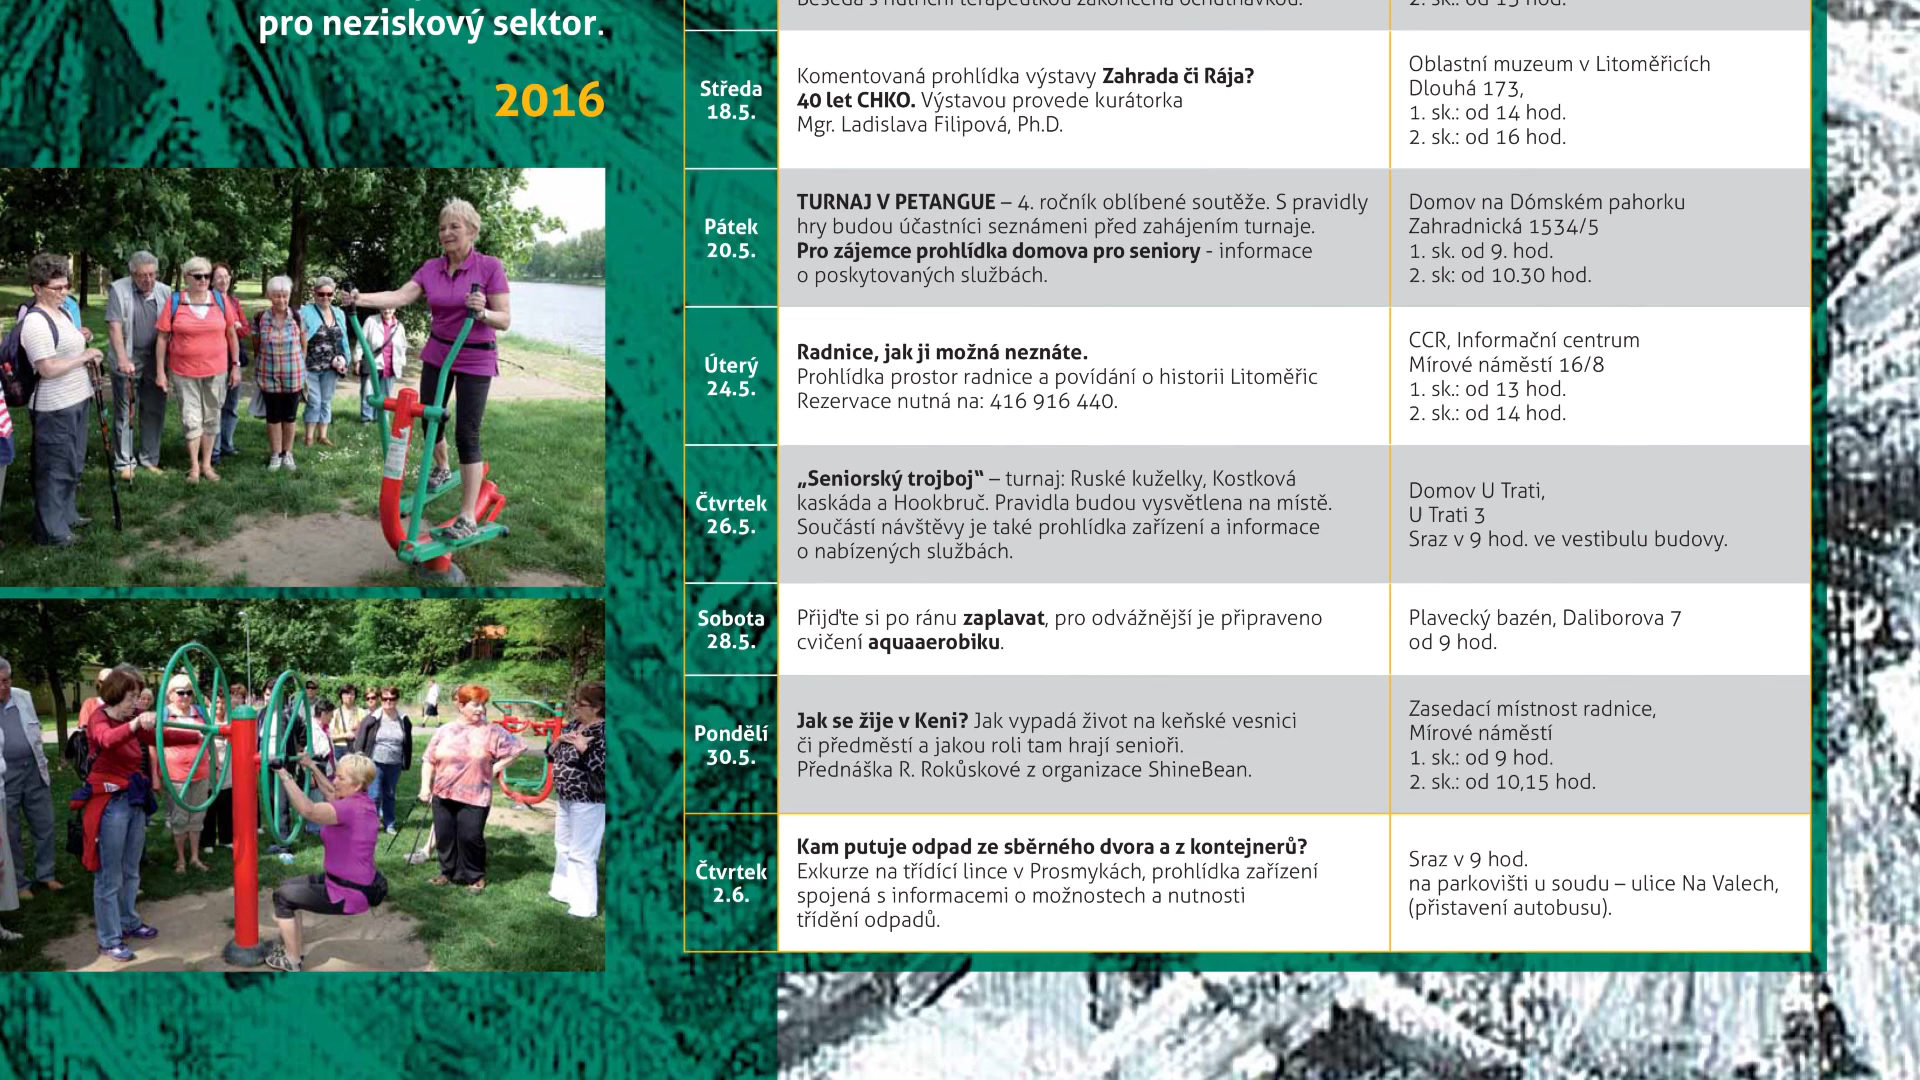 pro neziskový sektor.
2016
Beseda s nutriční terapeutkou zakončená ochutnávkou.
2. sk.: od 15 hod.
Středa
18.5.
Komentovaná prohlídka výstavy Zahrada či Rája?
40 let CHKO. Výstavou provede kurátorka
Mgr. Ladislava Filipová, Ph.D.
Oblastní muzeum v Litoměřicích
Dlouhá 173,
1. sk.: od 14 hod.
2. sk.: od 16 hod.
Pátek
20.5.
TURNAJ V PETANGUE – 4. ročník oblíbené soutěže. S pravidly
hry budou účastníci seznámeni před zahájením turnaje.
Pro zájemce prohlídka domova pro seniory - informace
o poskytovaných službách.
Domov na Dómském pahorku
Zahradnická 1534/5
1. sk. od 9. hod.
2. sk: od 10.30 hod.
Úterý
24.5.
Radnice, jak ji možná neznáte.
Prohlídka prostor radnice a povídání o historii Litoměřic
Rezervace nutná na: 416 916 440.
CCR, Informační centrum
Mírové náměstí 16/8
1. sk.: od 13 hod.
2. sk.: od 14 hod.
Čtvrtek
26.5.
„Seniorský trojboj“ – turnaj: Ruské kuželky, Kostková
kaskáda a Hookbruč. Pravidla budou vysvětlena na místě.
Součástí návštěvy je také prohlídka zařízení a informace
o nabízených službách.
Domov U Trati,
U Trati 3
Sraz v 9 hod. ve vestibulu budovy.
Sobota
28.5.
Přijďte si po ránu zaplavat, pro odvážnější je připraveno
cvičení aquaaerobiku.
Plavecký bazén, Daliborova 7
od 9 hod.
Pondělí
30.5.
Jak se žije v Keni? Jak vypadá život na keňské vesnici
či předměstí a jakou roli tam hrají senioři.
Přednáška R. Rokůskové z organizace ShineBean.
Zasedací místnost radnice,
Mírové náměstí
1. sk.: od 9 hod.
2. sk.: od 10,15 hod.
Čtvrtek
2.6.
Kam putuje odpad ze sběrného dvora a z kontejnerů?
Exkurze na třídící lince v Prosmykách, prohlídka zařízení
spojená s informacemi o možnostech a nutnosti
třídění odpadů.
Sraz v 9 hod.
na parkovišti u soudu – ulice Na Valech,
(přistavení autobusu).